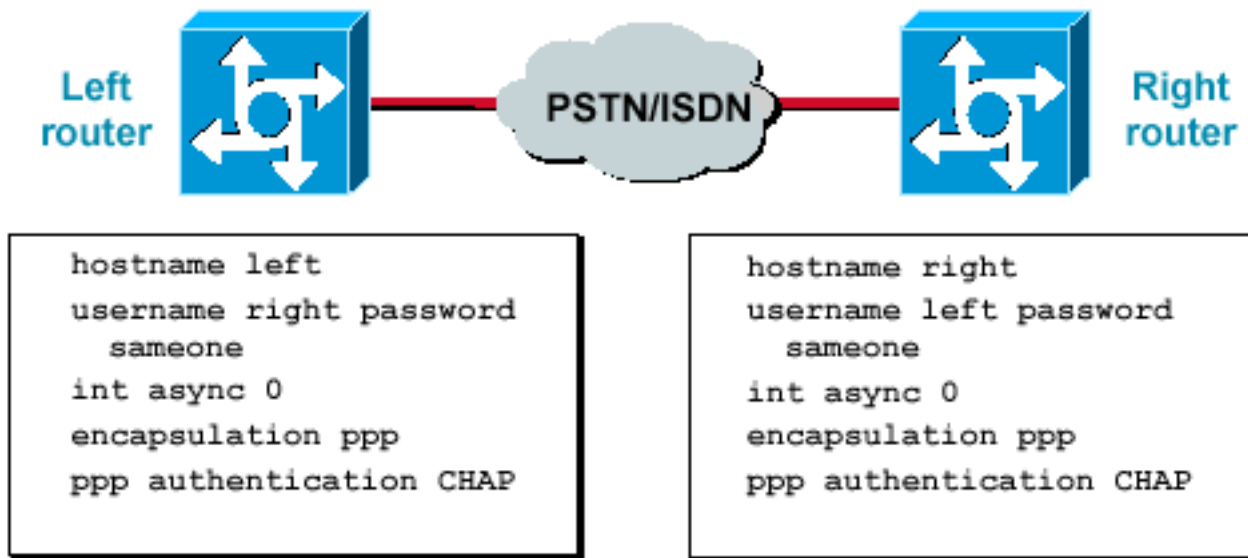 Left
router
PSTN/ISDN
Right
router
hostname left
username right password
sameone
int async 0
encapsulation ppp
ppp authentication CHAP
hostname right
username left password
sameone
int async 0
encapsulation ppp
ppp authentication CHAP